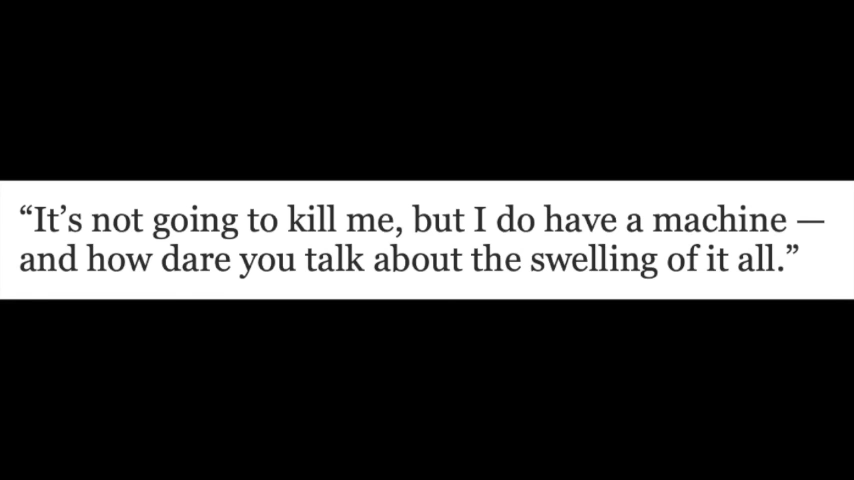 “It’s not going to kill me, but I do have a machine —
and how dare you talk about the swelling of it all.”